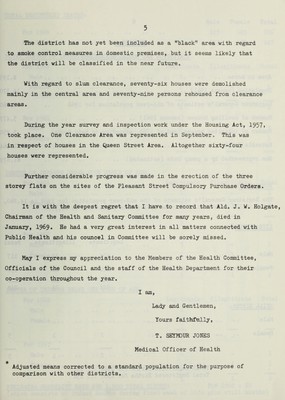 5
The district has not yet been included as a "black" area with regard
to smoke control measures in domestic premises, but it seems likely that
the district will be classified in the near future.
With regard to slum clearance, seventy-six houses were demolished
mainly in the central area and seventy-nine persons rehoused from clearance
areas.
During the year survey and inspection work under the Housing Act, 1957,
took place. One Clearance Area was represented in September. This was
in respect of houses in the Queen Street Area. Altogether sixty-four
houses were represented.
Further considerable progress was made in the erection of the three
storey flats on the sites of the Pleasant Street Compulsory Purchase Orders.
It is with the deepest regret that I have to record that Ald. J. W. Holgate,
Chairman of the Health and Sanitary Committee for many years, died in
January, 1969. He had a very great interest in all matters connected with
Public Health and his councel in Committee will be sorely missed.
May I express my appreciation to the Members of the Health Committee,
Officials of the Council and the staff of the Health Department for their
co-operation throughout the year.
I am,
Lady and Gentlemen,
Yours faithfully,
T. SEYMOUR JONES
Medical Officer of Health
* Adjusted means corrected to a standard population for the purpose of
comparison with other districts.